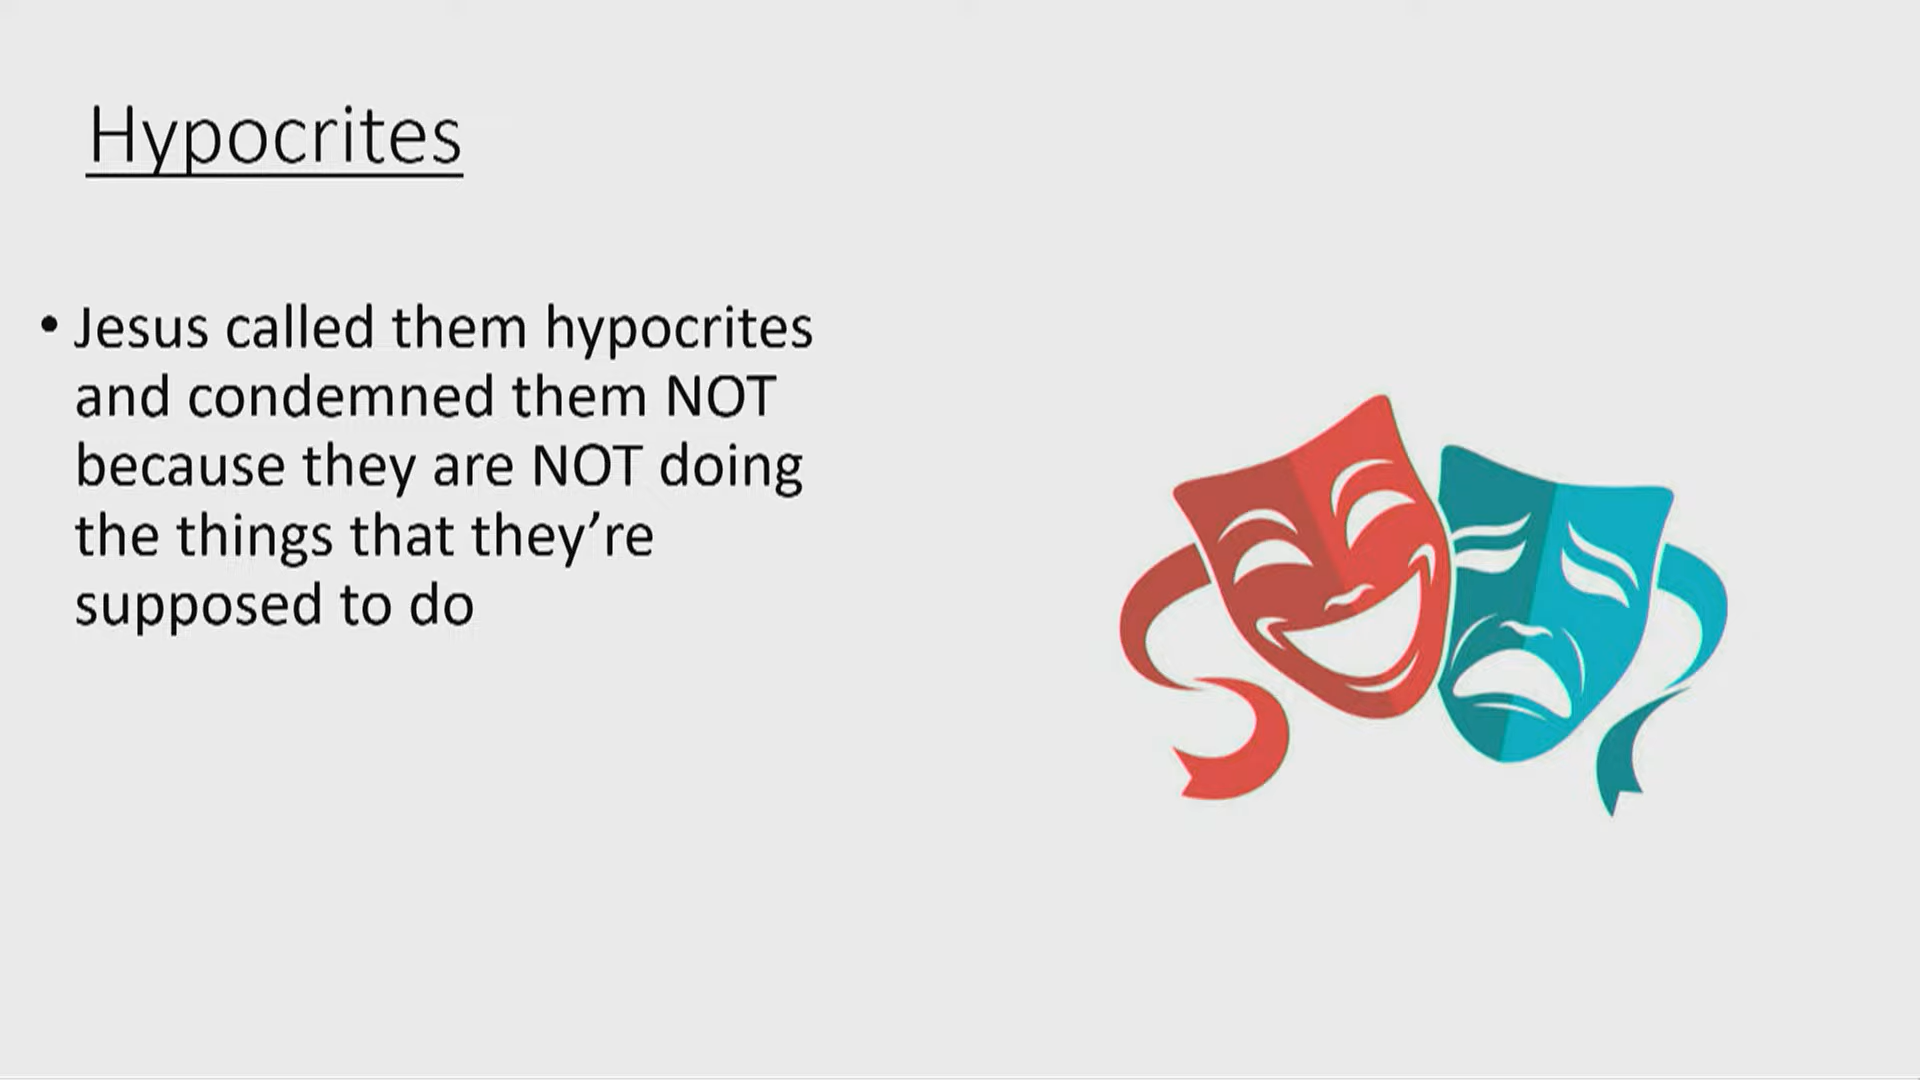 Hypocrites
• Jesus called them hypocrites
and condemned them NOT
because they are NOT doing
the things that they’re
supposed to do